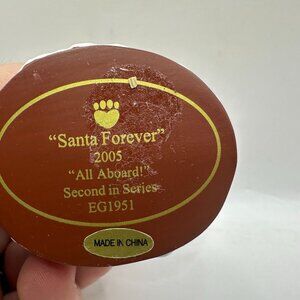 "Santa Forever"
2005
"All Aboard!"
Second in Series
EG1951
MADE IN CHINA